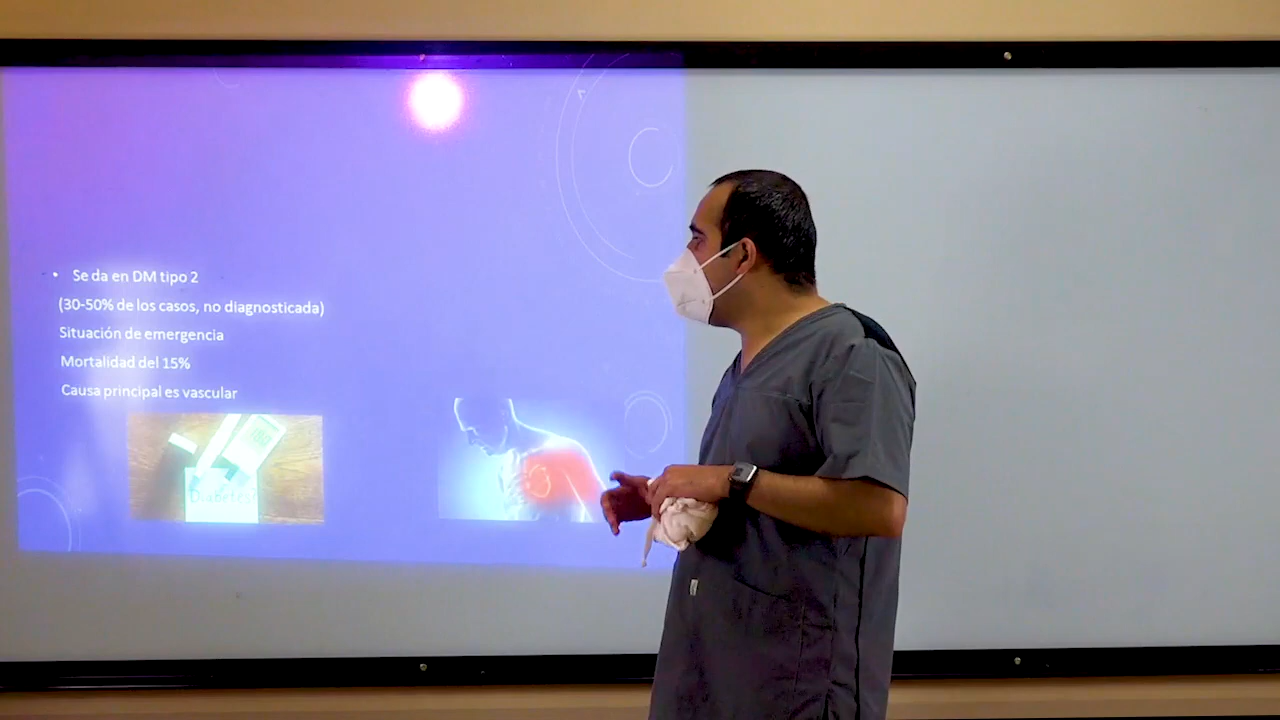 • Se da en DM tipo 2
(30-50% de los casos, no diagnosticada)
Situación de emergencia
Mortalidad del 15%
Causa principal es vascular
Diabetes